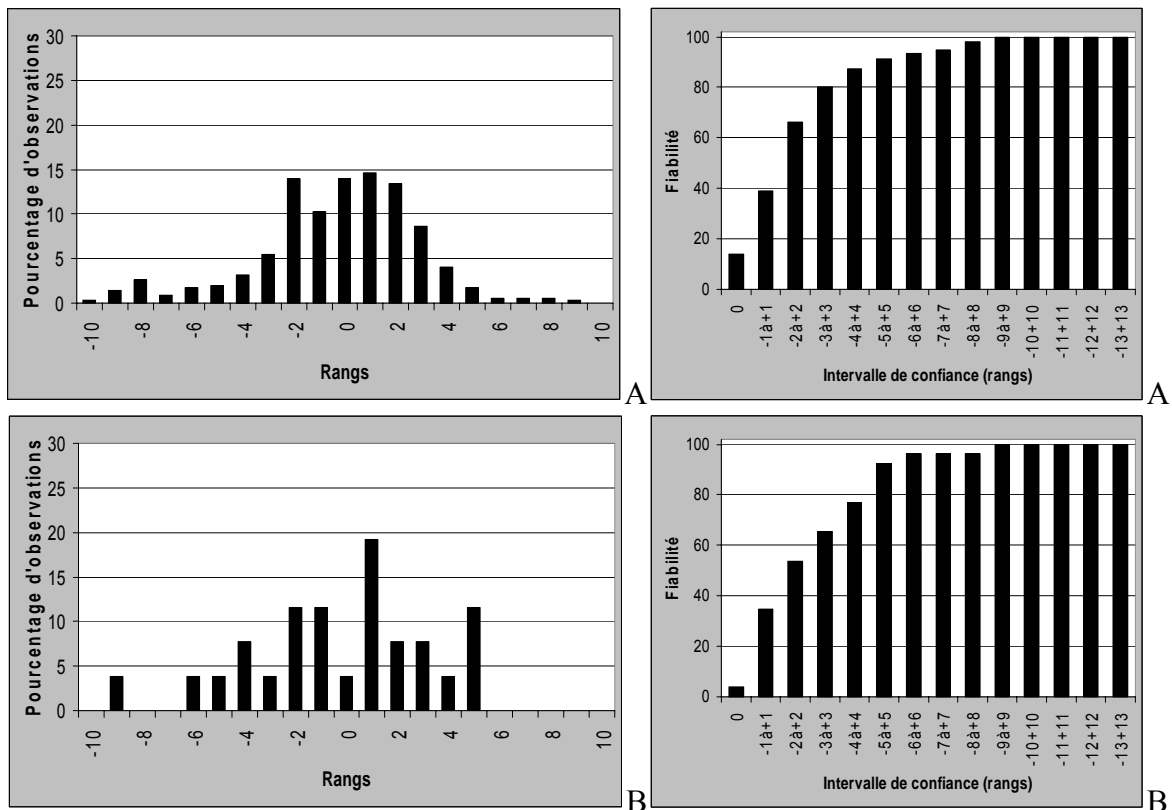 Pourcentage d'observations
30
25
20
15
10
5
0
-10
-8
-6
-4
-2
0
2
4
6
8
10
Rangs
A
Fiabilité
100
80
60
40
20
0
0
-1à+1
-2à+2
-3à+3
-4à+4
-5à+5
-6à+6
-7à+7
-8à+8
-9à+9
-10+10
-11+11
-12+12
-13+13
Intervalle de confiance (rangs)
A
Pourcentage d'observations
30
25
20
15
10
5
0
-10
-8
-6
-4
-2
0
2
4
6
8
10
Rangs
B
Fiabilité
100
80
60
40
20
0
0
-1à+1
-2à+2
-3à+3
-4à+4
-5à+5
-6à+6
-7à+7
-8à+8
-9à+9
-10+10
-11+11
-12+12
-13+13
Intervalle de confiance (rangs)
B